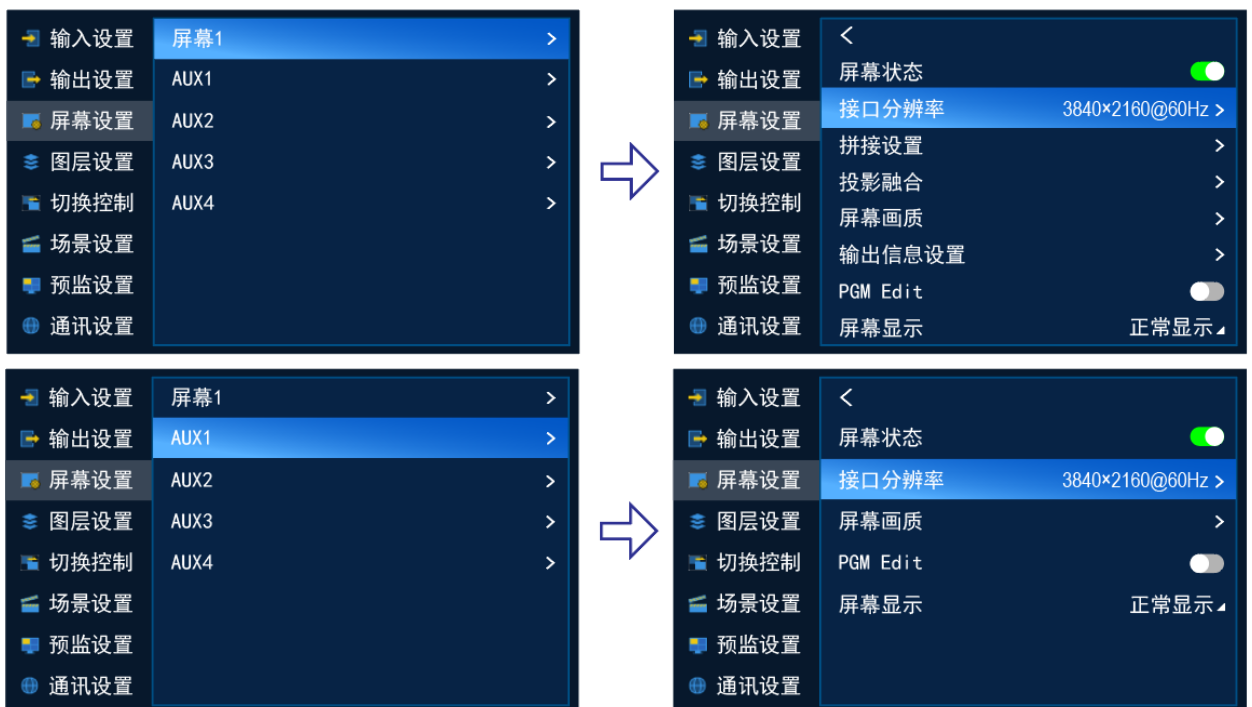 输入设置
输出设置
屏幕设置
图层设置
切换控制
场景设置
预监设置
通讯设置
屏幕1 >
AUX1 >
AUX2 >
AUX3 >
AUX4 >
输入设置
输出设置
屏幕设置
图层设置
切换控制
场景设置
预监设置
通讯设置
<
屏幕状态
接口分辨率 3840×2160@60Hz >
拼接设置 >
投影融合 >
屏幕画质 >
输出信息设置 >
PGM Edit
屏幕显示 正常显示
输入设置
输出设置
屏幕设置
图层设置
切换控制
场景设置
预监设置
通讯设置
屏幕1 >
AUX1 >
AUX2 >
AUX3 >
AUX4 >
输入设置
输出设置
屏幕设置
图层设置
切换控制
场景设置
预监设置
通讯设置
<
屏幕状态
接口分辨率 3840×2160@60Hz >
屏幕画质 >
PGM Edit
屏幕显示 正常显示